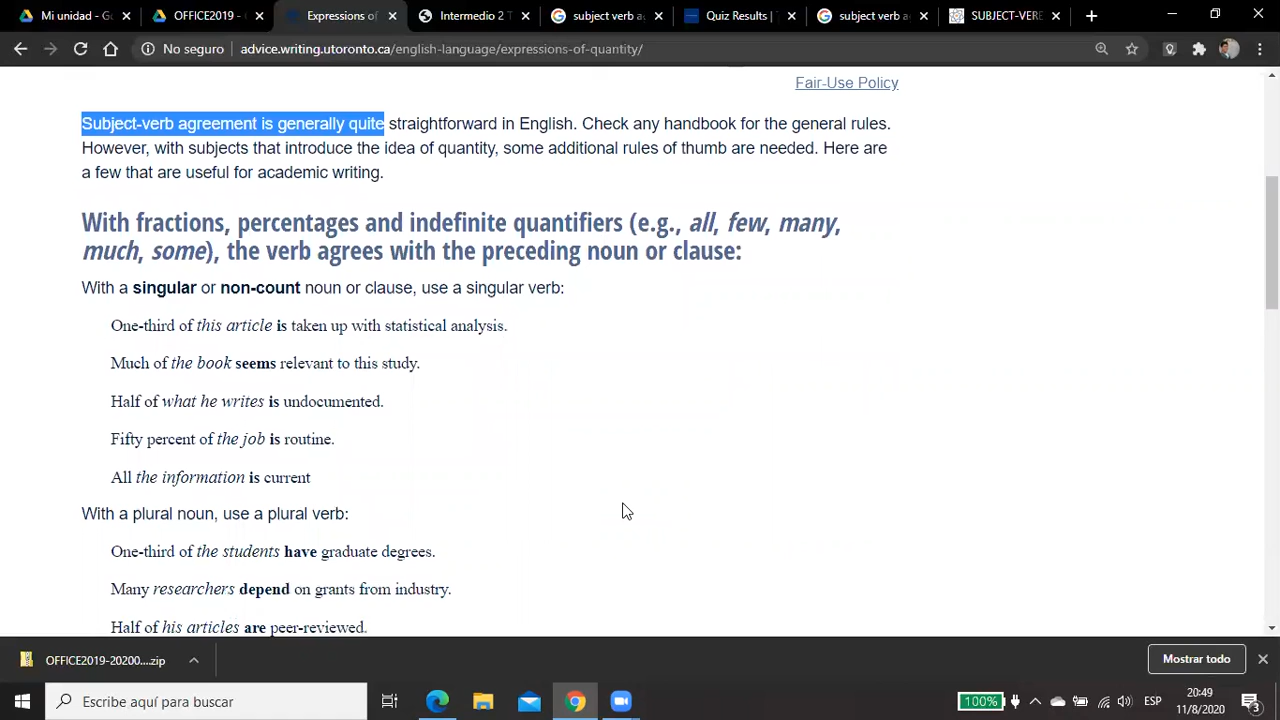 Mi unidad - G
OFFICE2019 -
Expressions of
Intermedio 2 T
subject verb a
Quiz Results |
subject verb a
SUBJECT-VERB
No seguro
advice.writing.utoronto.ca/english-language/expressions-of-quantity/
Fair-Use Policy
Subject-verb agreement is generally quite straightforward in English. Check any handbook for the general rules.
However, with subjects that introduce the idea of quantity, some additional rules of thumb are needed. Here are
a few that are useful for academic writing.
With fractions, percentages and indefinite quantifiers (e.g., all, few, many,
much, some), the verb agrees with the preceding noun or clause:
With a singular or non-count noun or clause, use a singular verb:
One-third of this article is taken up with statistical analysis.
Much of the book seems relevant to this study.
Half of what he writes is undocumented.
Fifty percent of the job is routine.
All the information is current
With a plural noun, use a plural verb:
One-third of the students have graduate degrees.
Many researchers depend on grants from industry.
Half of his articles are peer-reviewed.
OFFICE2019-20200....zip
Mostrar todo
Escribe aquí para buscar
100%
ESP
20:49
11/8/2020
3